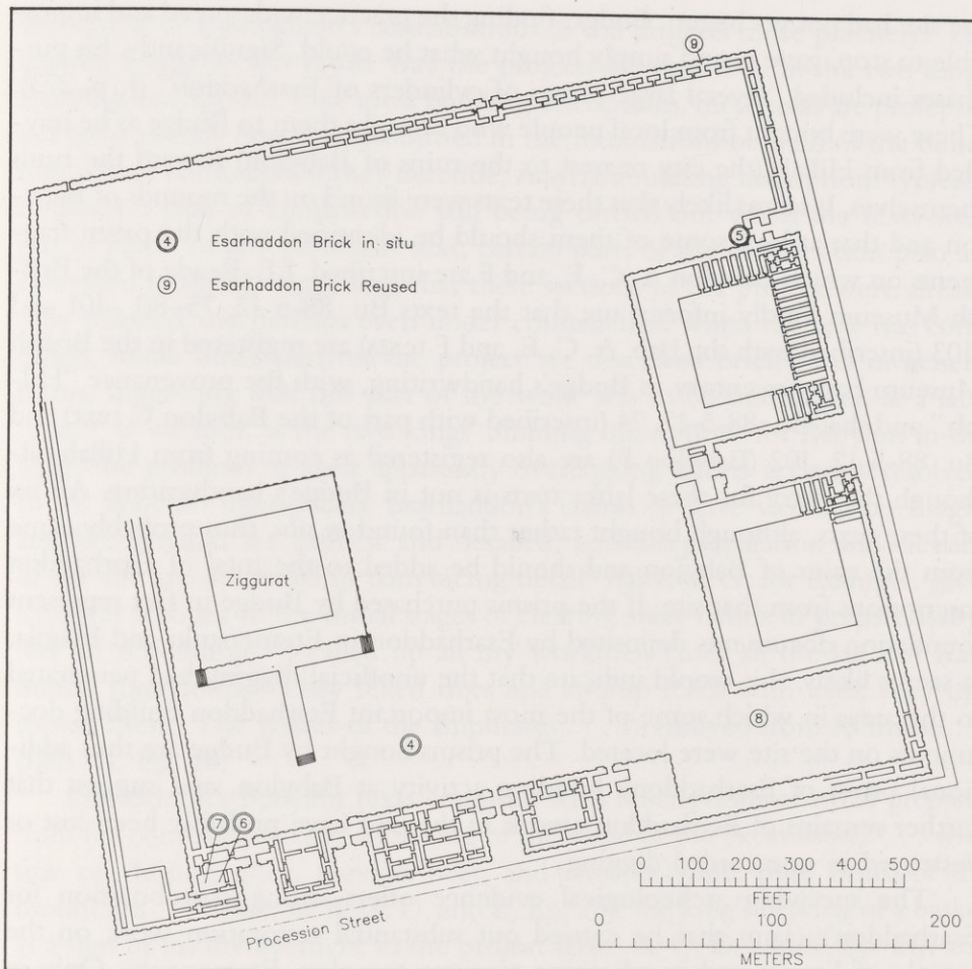 ⑨
④ Esarhaddon Brick in situ
⑤
⑨ Esarhaddon Brick Reused
Ziggurat
⑧
④
⑦ ⑥
0 100 200 300 400 500
FEET
Procession Street
0 100 200
METERS